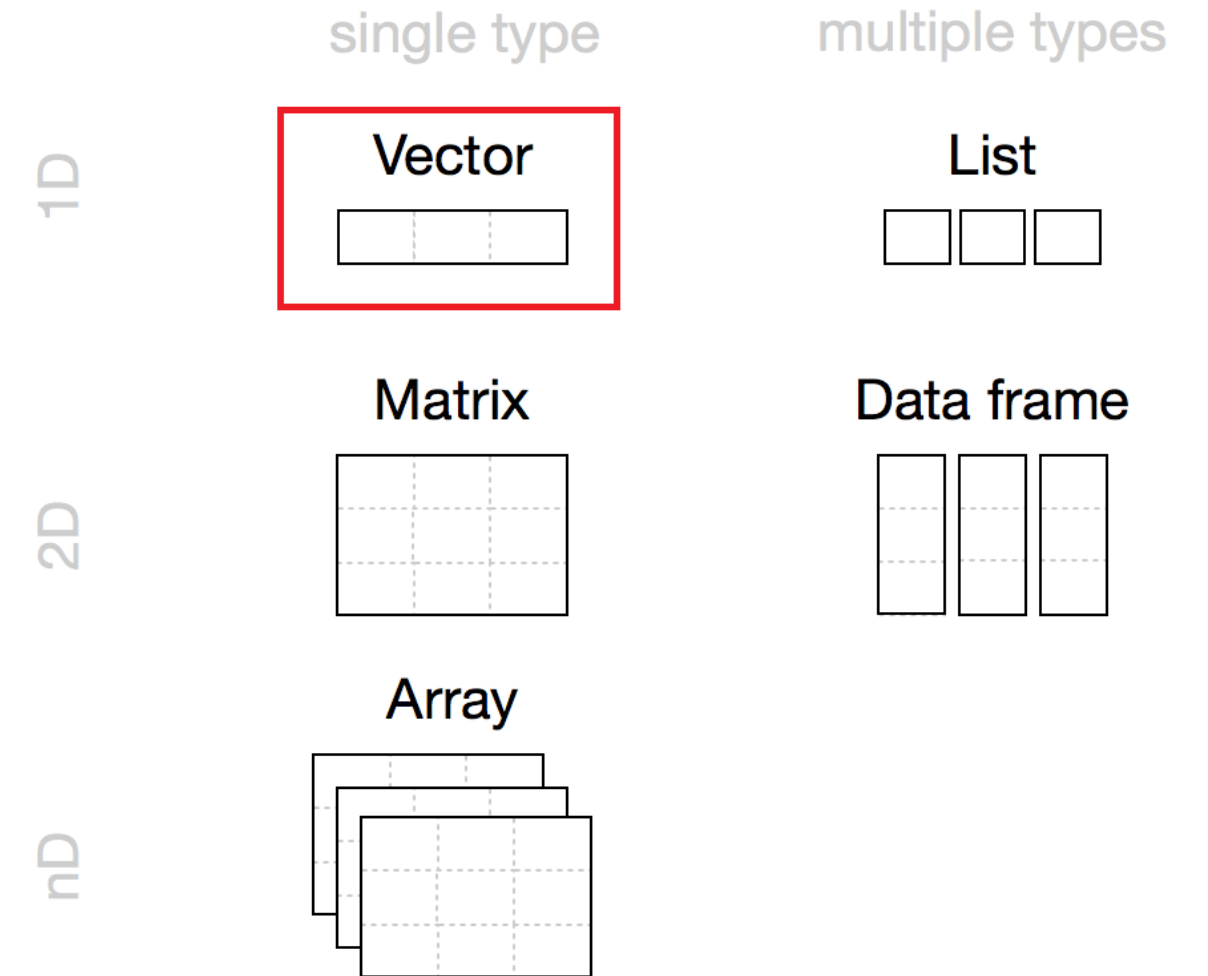 single type
multiple types
1D
Vector
List
2D
Matrix
Data frame
nD
Array